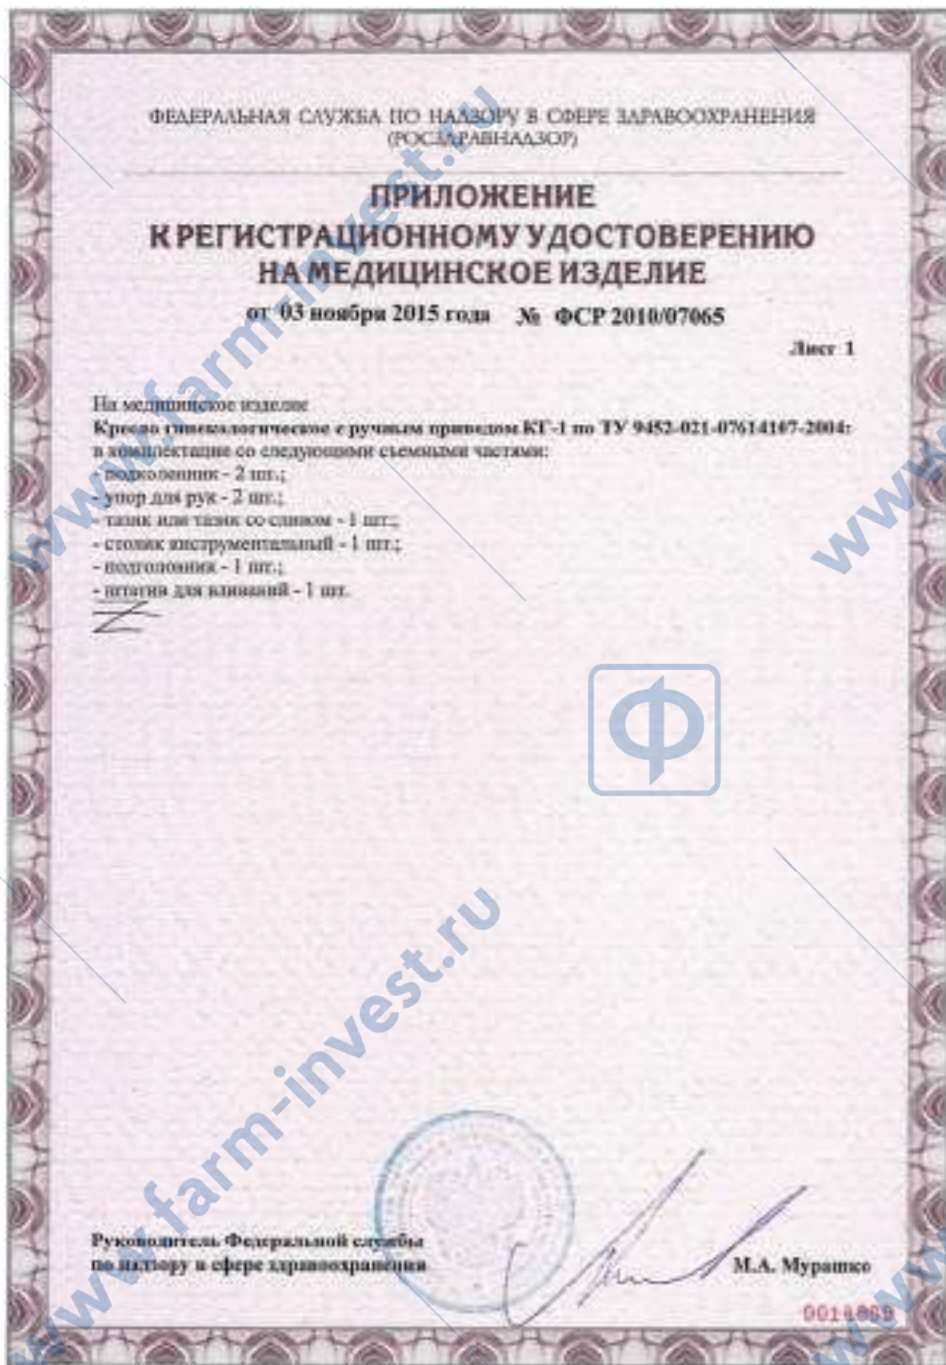 ФЕДЕРАЛЬНАЯ СЛУЖБА ПО НАДЗОРУ В СФЕРЕ ЗДРАВООХРАНЕНИЯ
(РОСЗДРАВНАДЗОР)
ПРИЛОЖЕНИЕ
К РЕГИСТРАЦИОННОМУ УДОСТОВЕРЕНИЮ
НА МЕДИЦИНСКОЕ ИЗДЕЛИЕ
от 03 ноября 2015 года № ФСР 2010/07065
Лист 1
На медицинское изделие
Кресло гинекологическое с ручным приводом КГ-1 по ТУ 9452-021-07614107-2004:
в комплектации со следующими съемными частями:
- подколенник - 2 шт.;
- упор для рук - 2 шт.;
- тазик или тазик со сливом - 1 шт.;
- столик инструментальный - 1 шт.;
- подголовник - 1 шт.;
- штатив для вливаний - 1 шт.
Ф
www.farm-invest.ru
www.farm-invest.ru
www
www
Руководитель Федеральной службы
по надзору в сфере здравоохранения
М.А. Мурашко